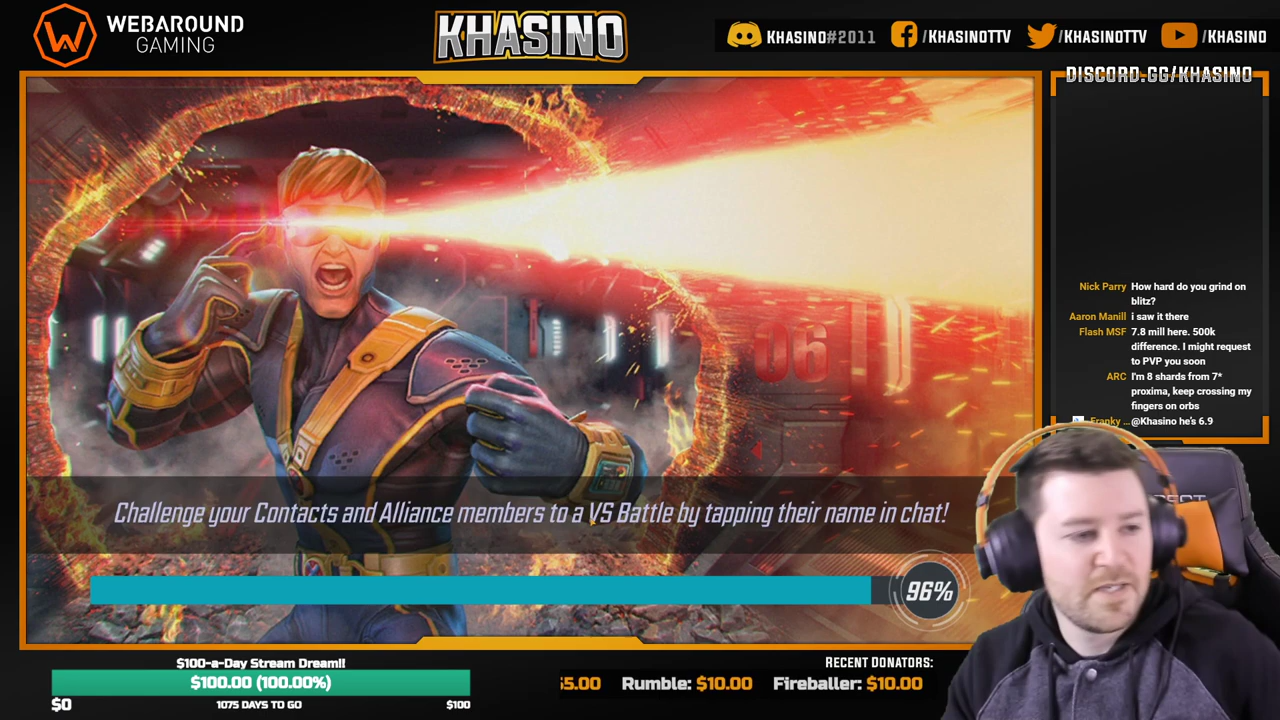 WEBAROUND
GAMING
KHASINO
KHASINO#2011
/KHASINOTTV
/KHASINOTTV
/KHASINO
DISCORD.GG/KHASINO
06
Nick Parry How hard do you grind on
blitz?
Aaron Manill i saw it there
Flash MSF 7.8 mill here. 500k
difference. I might request
to PVP you soon
ARC I'm 8 shards from 7*
proxima, keep crossing my
fingers on orbs
Franky ... @Khasino he's 6.9
Challenge your Contacts and Alliance members to a VS Battle by tapping their name in chat!
96%
$100-a-Day Stream Dream!!
$100.00 (100.00%)
$0
1075 DAYS TO GO
$100
RECENT DONATORS:
5.00 Rumble: $10.00 Fireballer: $10.00